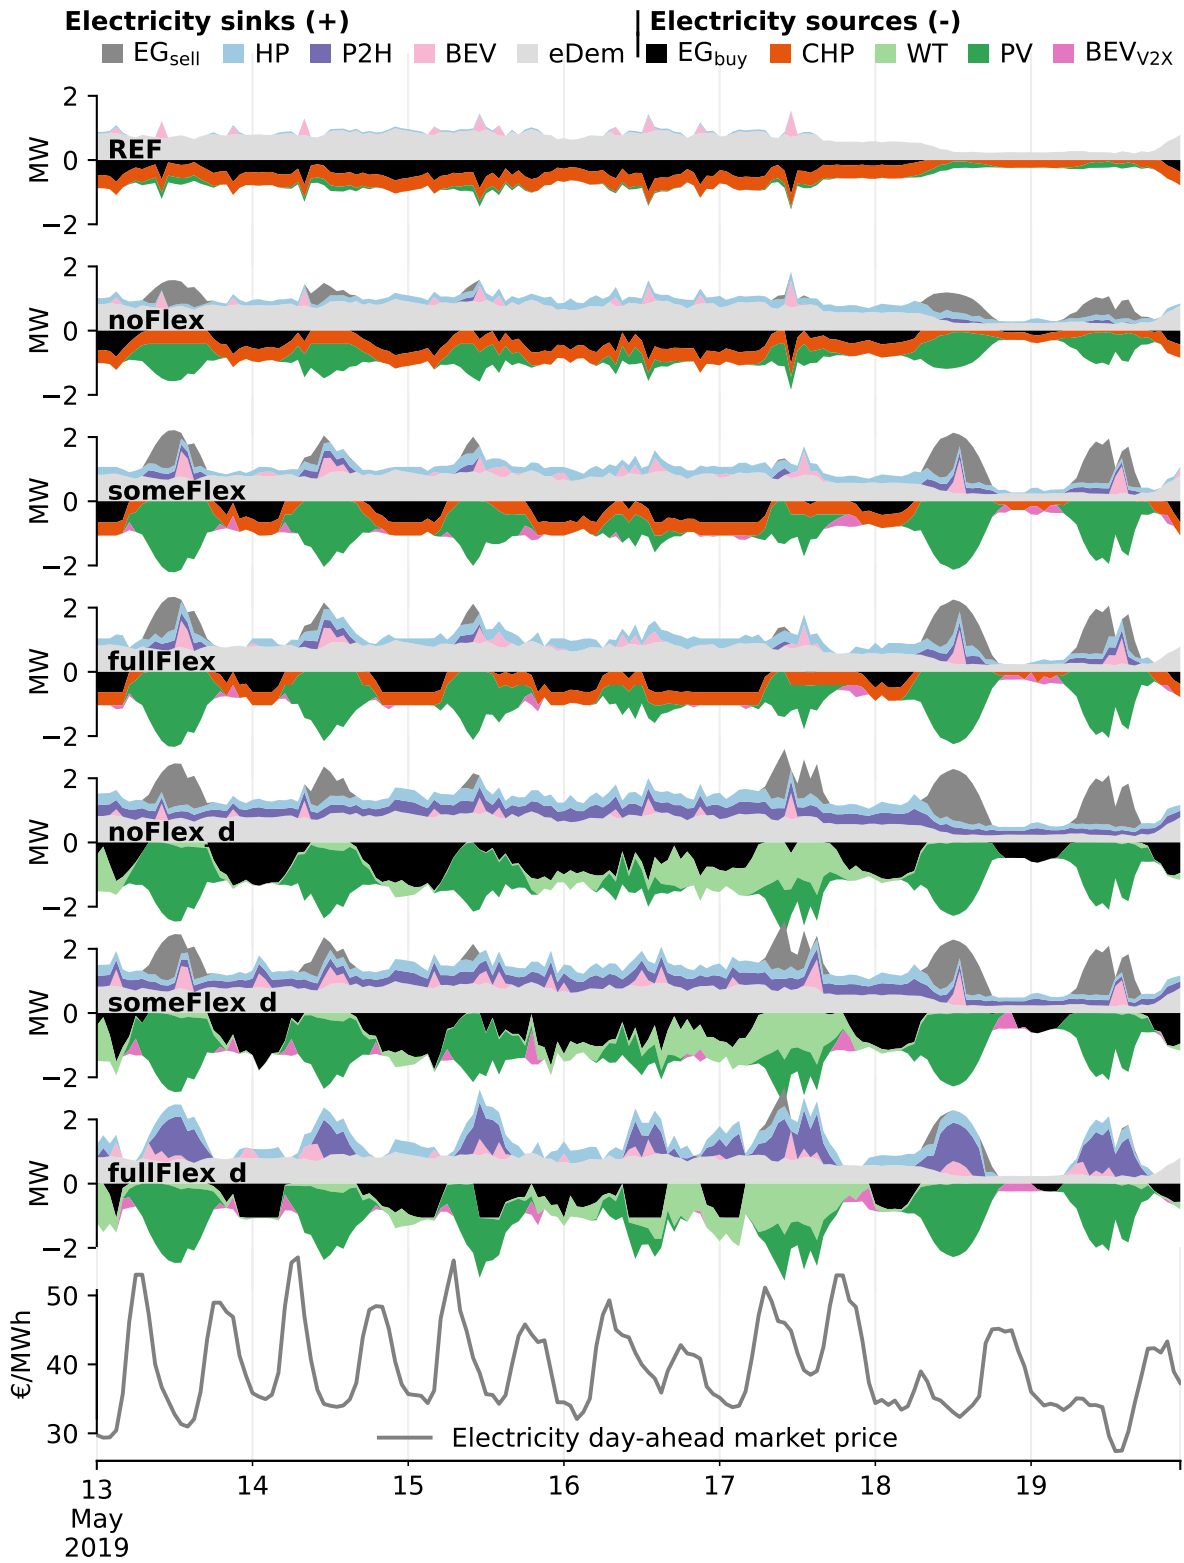 Electricity sinks (+) | Electricity sources (-)
EGsell HP P2H BEV eDem | EGbuy CHP WT PV BEVV2X
2
MW
0
−2
REF
2
MW
0
−2
noFlex
2
MW
0
−2
someFlex
2
MW
0
−2
fullFlex
2
MW
0
−2
noFlex_d
2
MW
0
−2
someFlex_d
2
MW
0
−2
fullFlex_d
50
40
30
€/MWh
Electricity day-ahead market price
13 14 15 16 17 18 19
May
2019